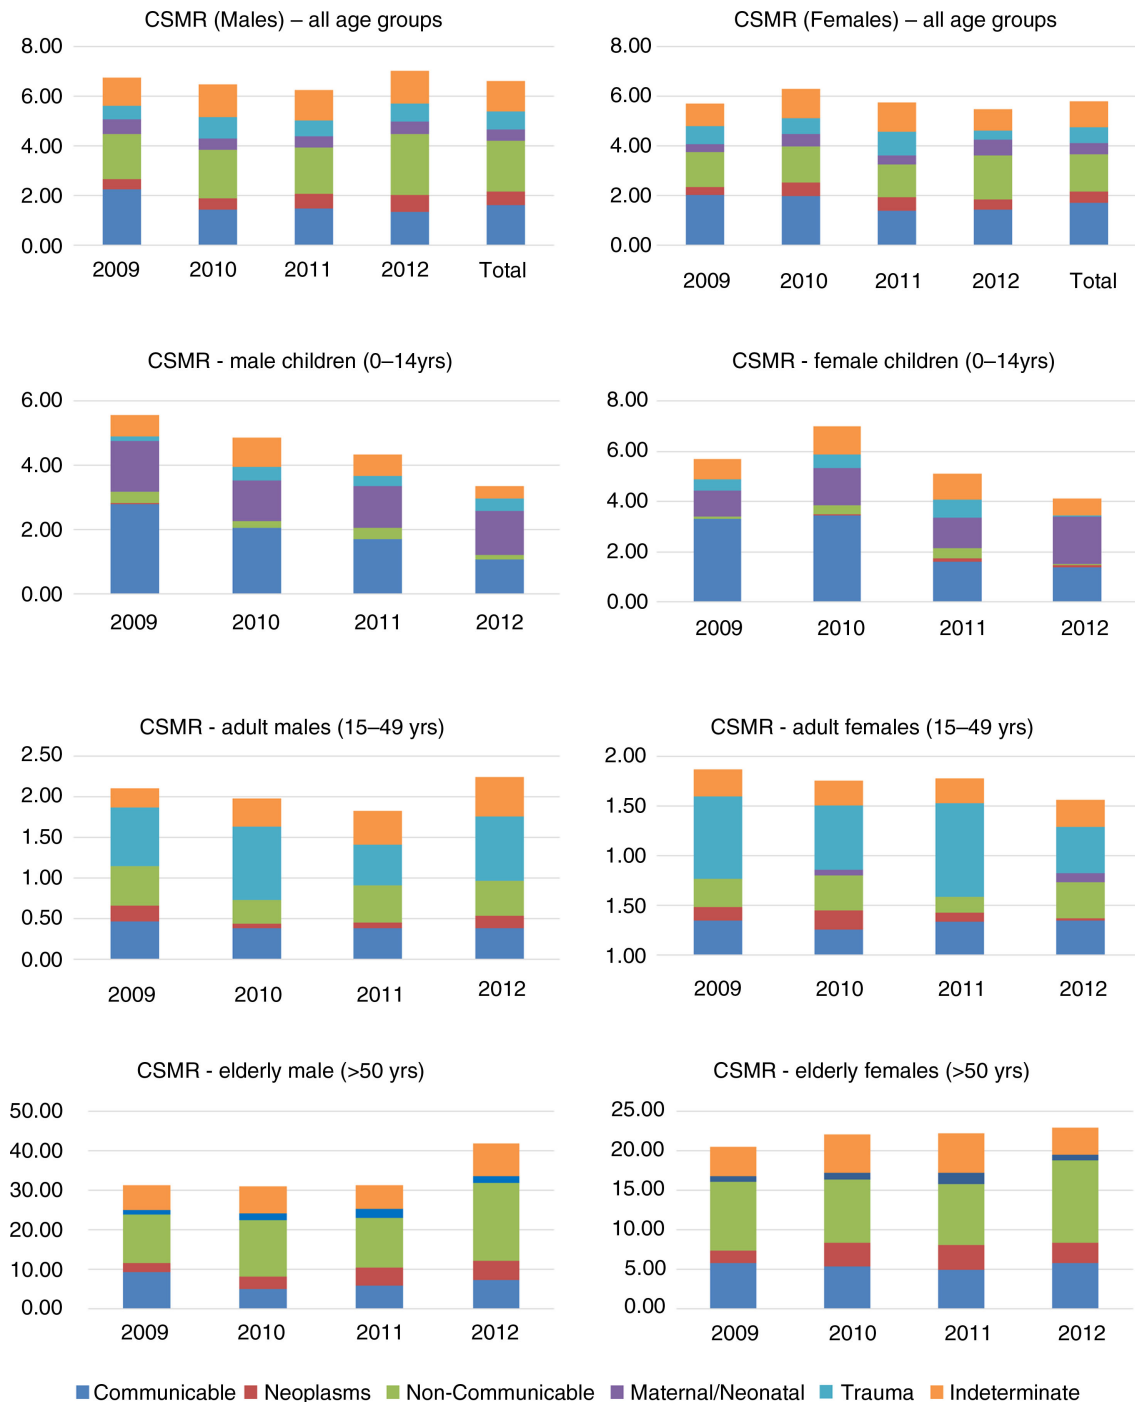 CSMR (Males) – all age groups
8.00
6.00
4.00
2.00
0.00
2009 2010 2011 2012 Total
CSMR (Females) – all age groups
8.00
6.00
4.00
2.00
0.00
2009 2010 2011 2012 Total
CSMR - male children (0–14yrs)
6.00
4.00
2.00
0.00
2009 2010 2011 2012
CSMR - female children (0–14yrs)
8.00
6.00
4.00
2.00
0.00
2009 2010 2011 2012
CSMR - adult males (15–49 yrs)
2.50
2.00
1.50
1.00
0.50
0.00
2009 2010 2011 2012
CSMR - adult females (15–49 yrs)
2.00
1.50
1.00
1.50
1.00
2009 2010 2011 2012
CSMR - elderly male (>50 yrs)
50.00
40.00
30.00
20.00
10.00
0.00
2009 2010 2011 2012
CSMR - elderly females (>50 yrs)
25.00
20.00
15.00
10.00
5.00
0.00
2009 2010 2011 2012
Communicable Neoplasms Non-Communicable Maternal/Neonatal Trauma Indeterminate